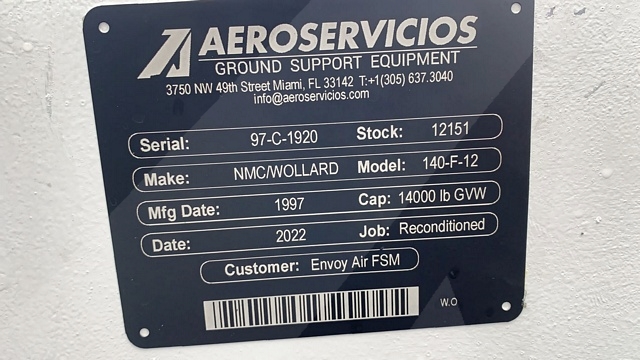 AEROSERVICIOS
GROUND SUPPORT EQUIPMENT
3750 NW 49th Street Miami, FL 33142 T:+1(305) 637.3040
info@aeroservicios.com
Serial: 97-C-1920 Stock: 12151
Make: NMC/WOLLARD Model: 140-F-12
Mfg Date: 1997 Cap: 14000 lb GVW
Date: 2022 Job: Reconditioned
Customer: Envoy Air FSM
W.O